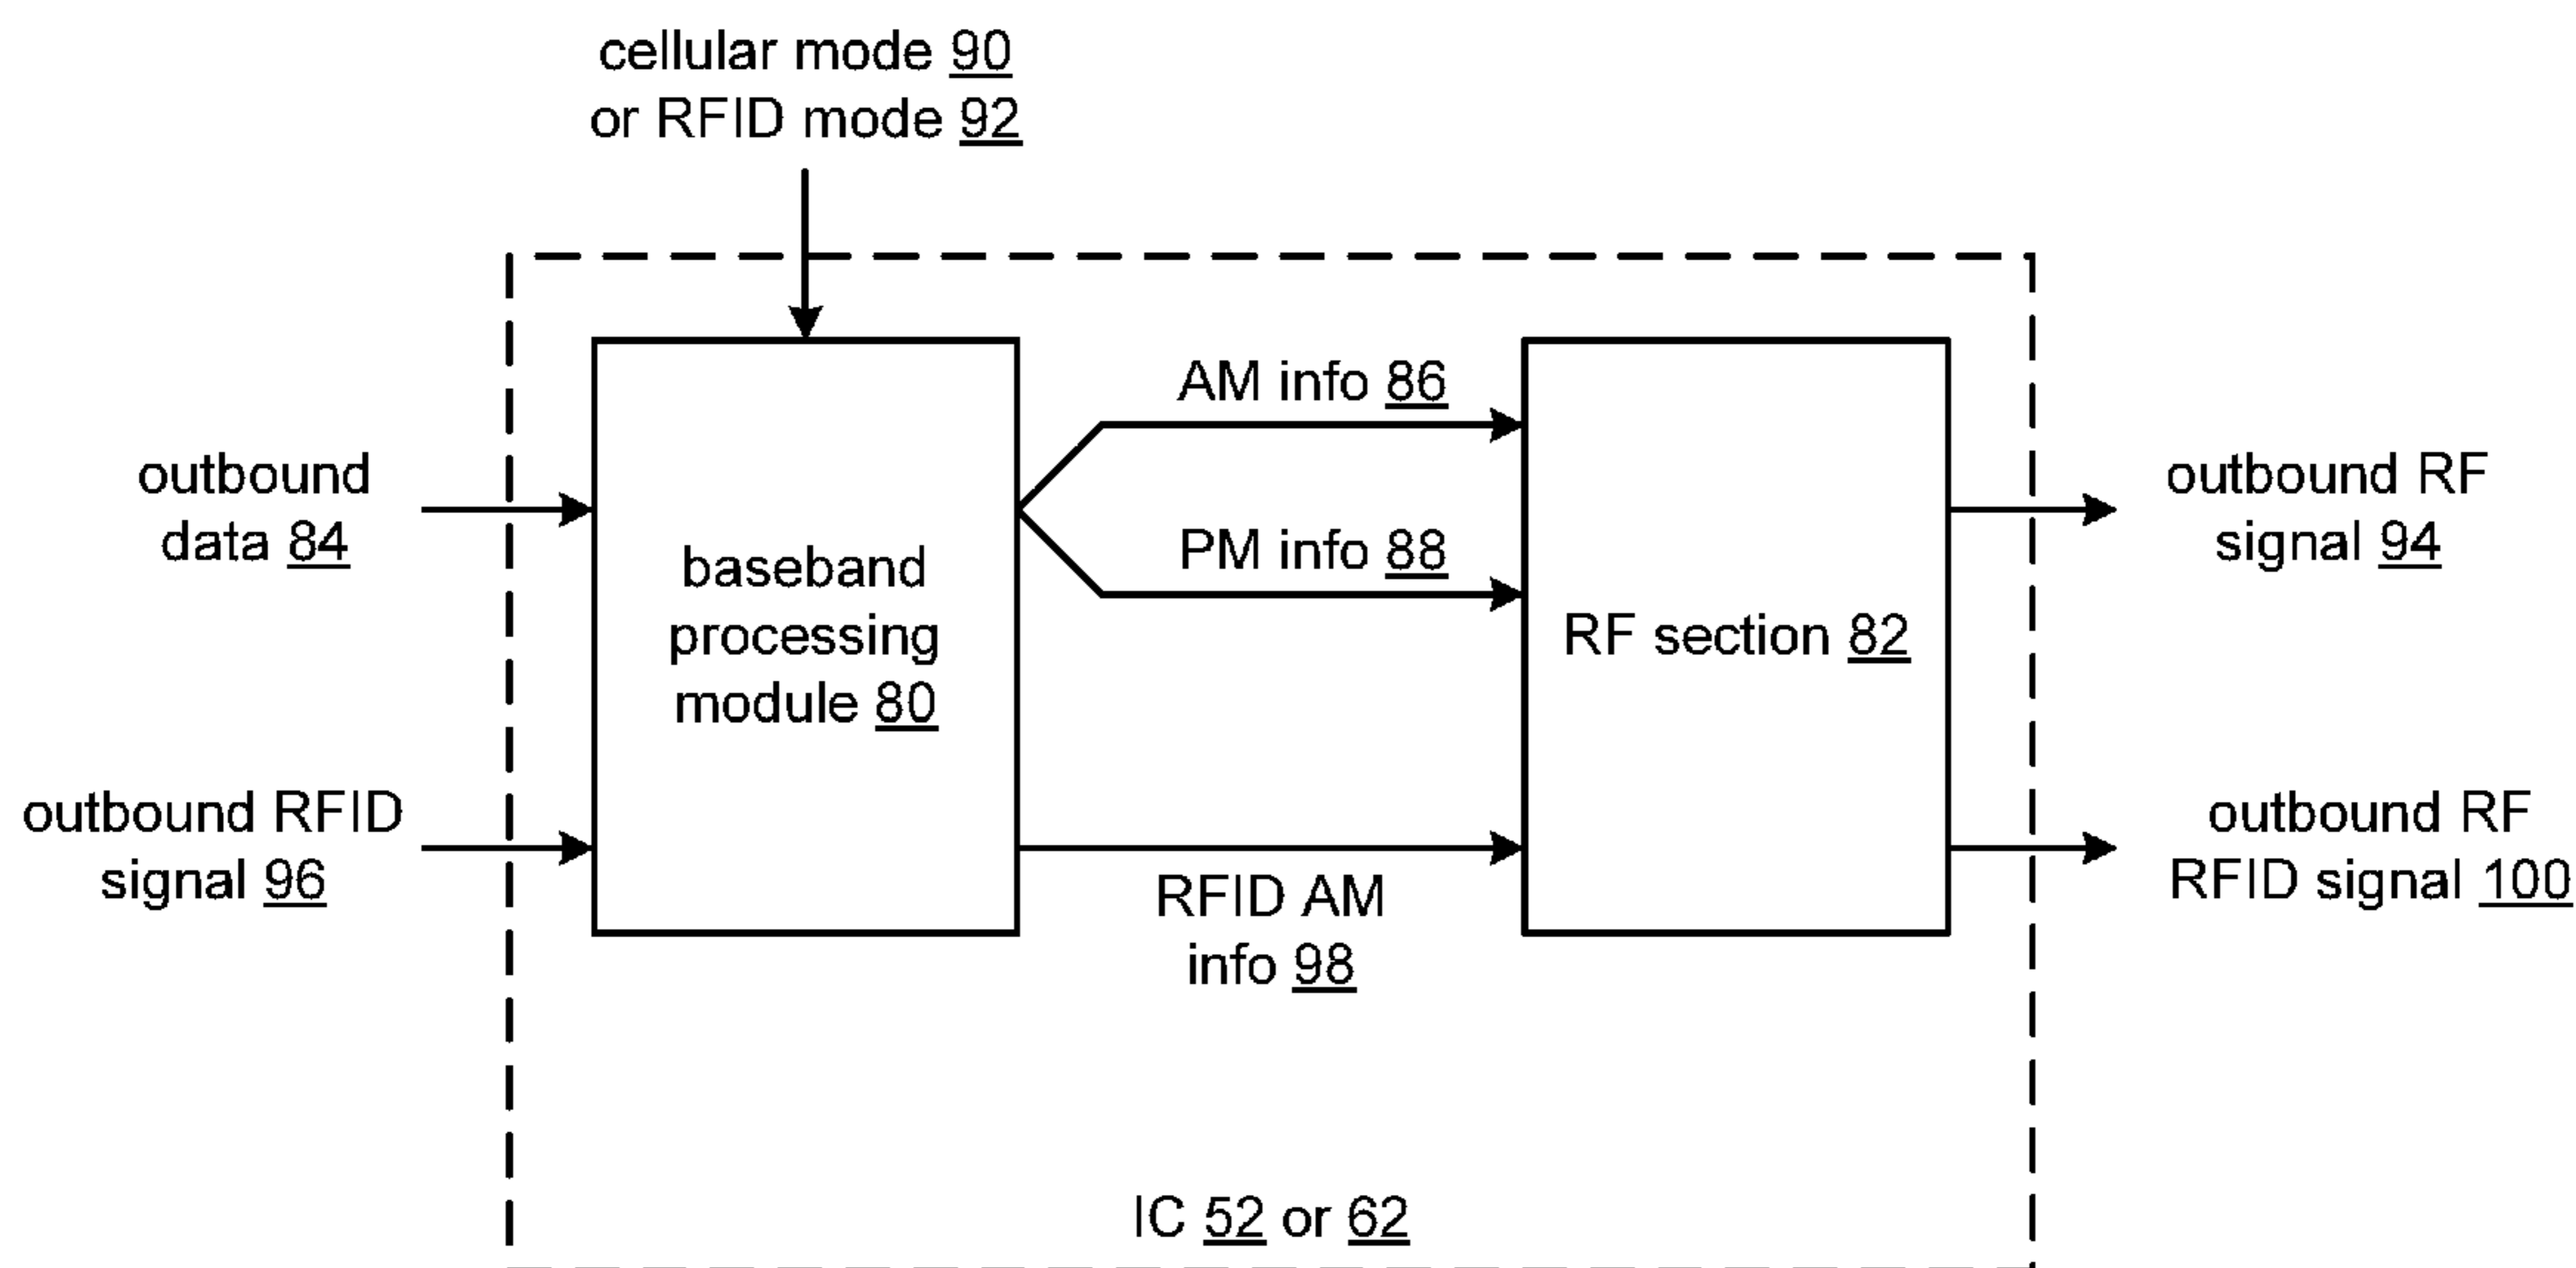 cellular mode 90
or RFID mode 92
AM info 86
outbound
data 84
PM info 88
outbound RF
signal 94
baseband
processing
module 80
RF section 82
outbound RFID
signal 96
RFID AM
info 98
outbound RF
RFID signal 100
IC 52 or 62